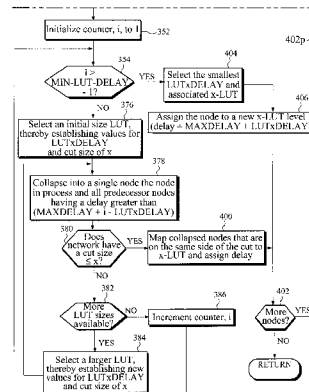 Initialize counter, i, to 1
352
402p
354
i >
MIN-LUT-DELAY
- 1?
YES
404
Select the smallest
LUTxDELAY and
associated x-LUT
406
NO
376
Assign the node to a new x-LUT level
(delay = MAXDELAY + LUTxDELAY)
Select an initial size LUT,
thereby establishing values for
LUTxDELAY
and cut size of x
378
Collapse into a single node the node
in process and all predecessor nodes
having a delay greater than
(MAXDELAY + i - LUTxDELAY)
380
Does
network have
a cut size
≤ x?
YES
400
Map collapsed nodes that are
on the same side of the cut to
x-LUT and assign delay
NO
382
More
LUT sizes
available?
NO
386
Increment counter, i
402
More
nodes?
YES
YES
384
NO
Select a larger LUT,
thereby establishing new
values for LUTxDELAY
and cut size of x
RETURN